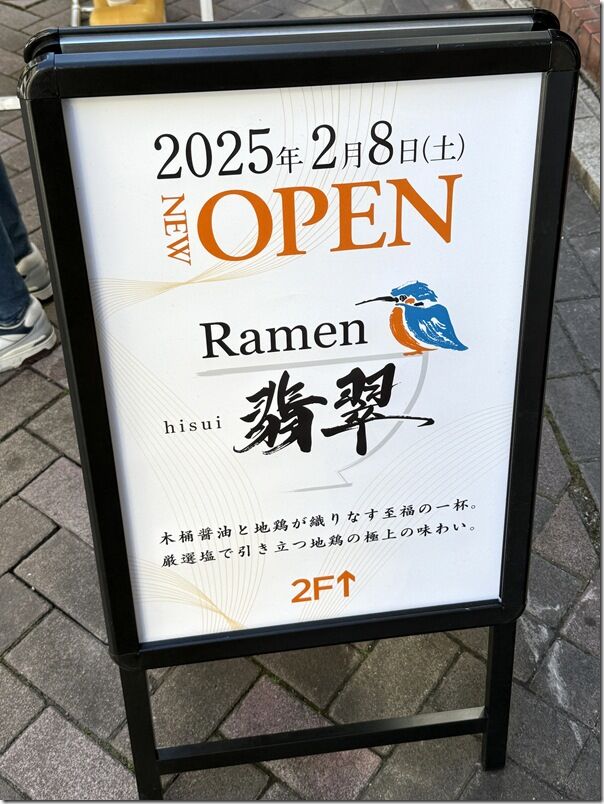 2025年2月8日(土)
NEW OPEN
Ramen
hisui 翡翠
木桶醤油と地鶏が織りなす至福の一杯。
厳選塩で引き立つ地鶏の極上の味わい。
2F↑